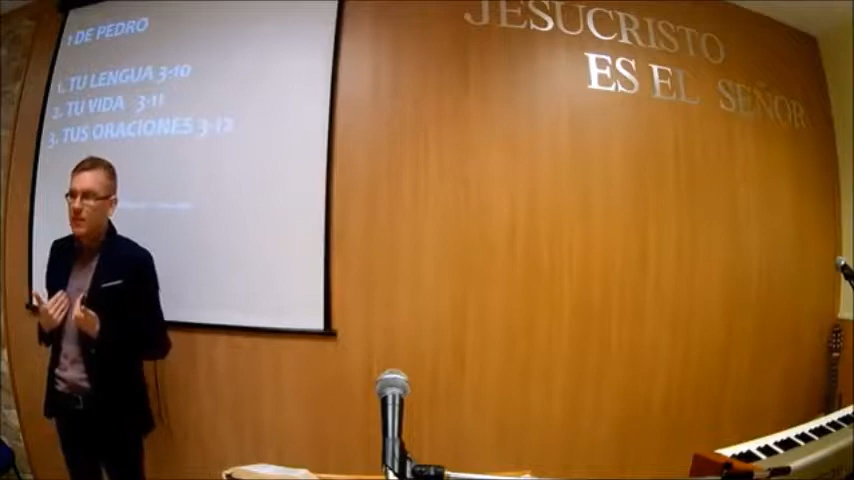 1 DE PEDRO
1. TU LENGUA 3:10
2. TU VIDA 3:11
3. TUS ORACIONES 3:12
JESUCRISTO
ES EL SEÑOR